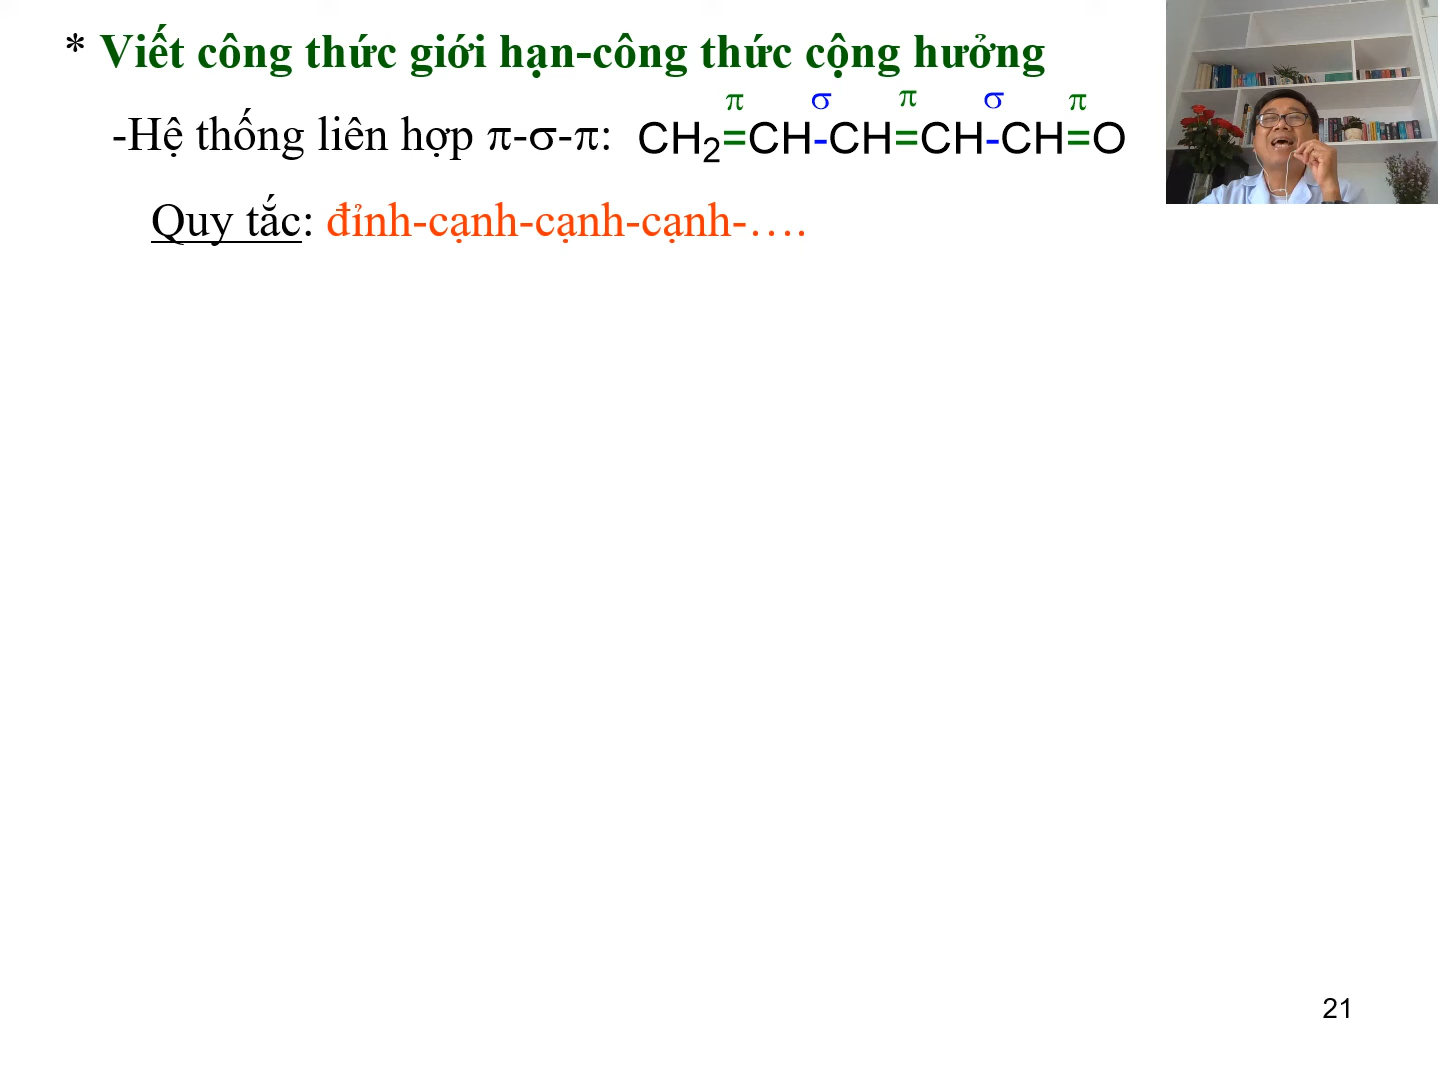 * Viết công thức giới hạn-công thức cộng hưởng
π σ π σ π
-Hệ thống liên hợp π-σ-π: CH₂=CH-CH=CH-CH=O
Quy tắc: đỉnh-cạnh-cạnh-cạnh-….
21